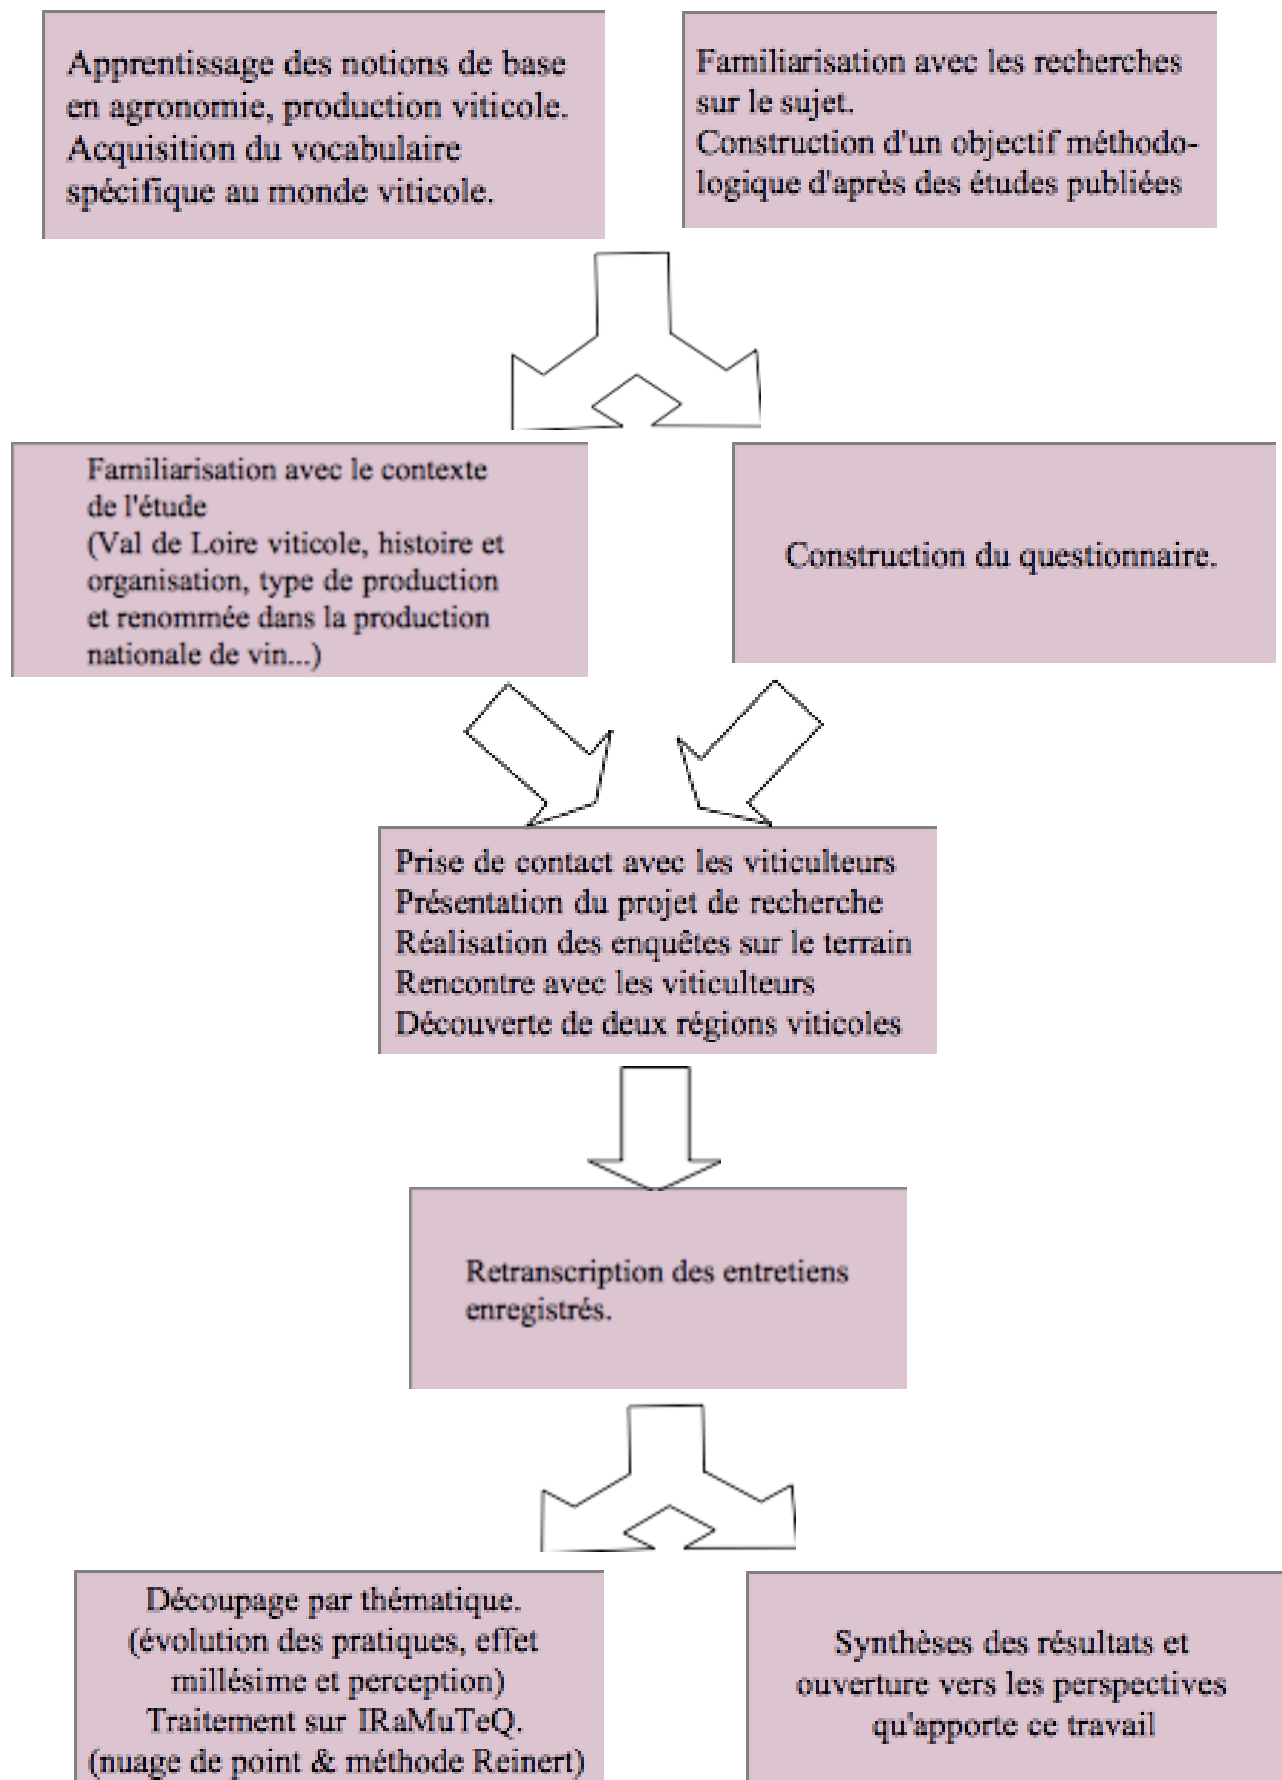 Apprentissage des notions de base
en agronomie, production viticole.
Acquisition du vocabulaire
spécifique au monde viticole.
Familiarisation avec les recherches
sur le sujet.
Construction d'un objectif méthodo-
logique d'après des études publiées
Familiarisation avec le contexte
de l'étude
(Val de Loire viticole, histoire et
organisation, type de production
et renommée dans la production
nationale de vin...)
Construction du questionnaire.
Prise de contact avec les viticulteurs
Présentation du projet de recherche
Réalisation des enquêtes sur le terrain
Rencontre avec les viticulteurs
Découverte de deux régions viticoles
Retranscription des entretiens
enregistrés.
Découpage par thématique.
(évolution des pratiques, effet
millésime et perception)
Traitement sur IRaMuTeQ.
(nuage de point & méthode Reinert)
Synthèses des résultats et
ouverture vers les perspectives
qu'apporte ce travail